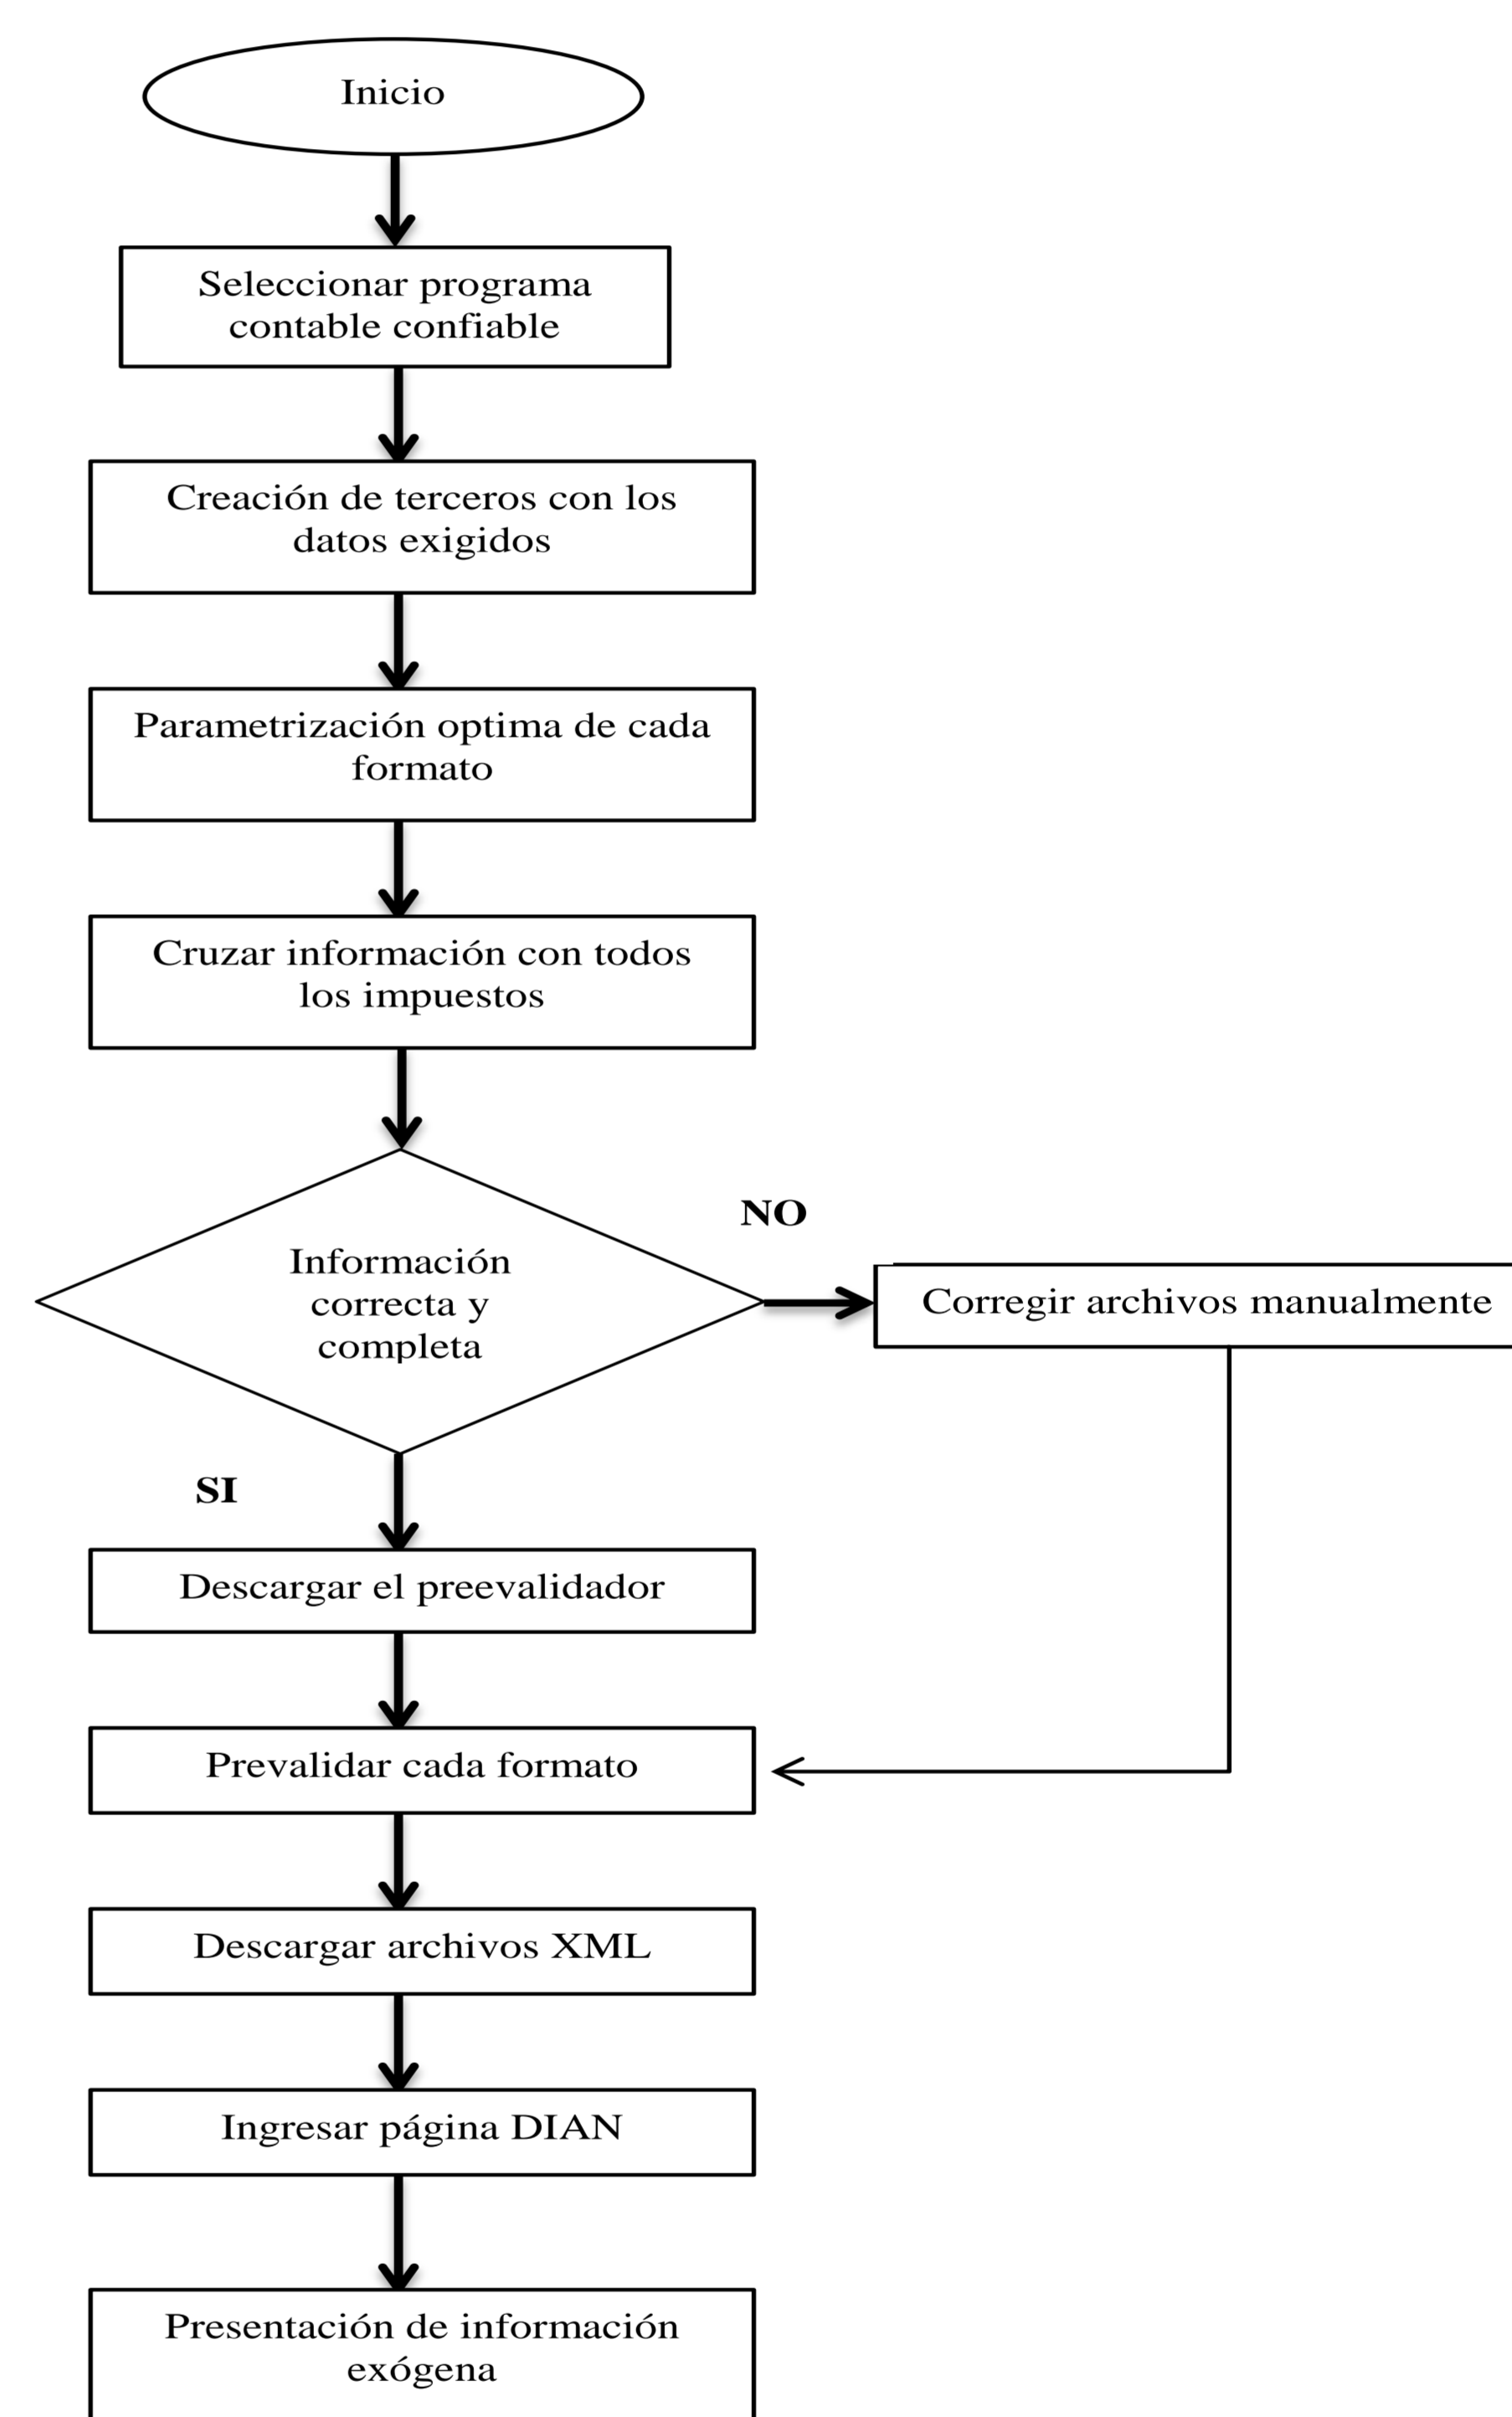 Inicio
Seleccionar programa
contable confiable
Creación de terceros con los
datos exigidos
Parametrización optima de cada
formato
Cruzar información con todos
los impuestos
NO
Información
correcta y
completa
Corregir archivos manualmente
SI
Descargar el preevalidador
Prevalidar cada formato
Descargar archivos XML
Ingresar página DIAN
Presentación de información
exógena